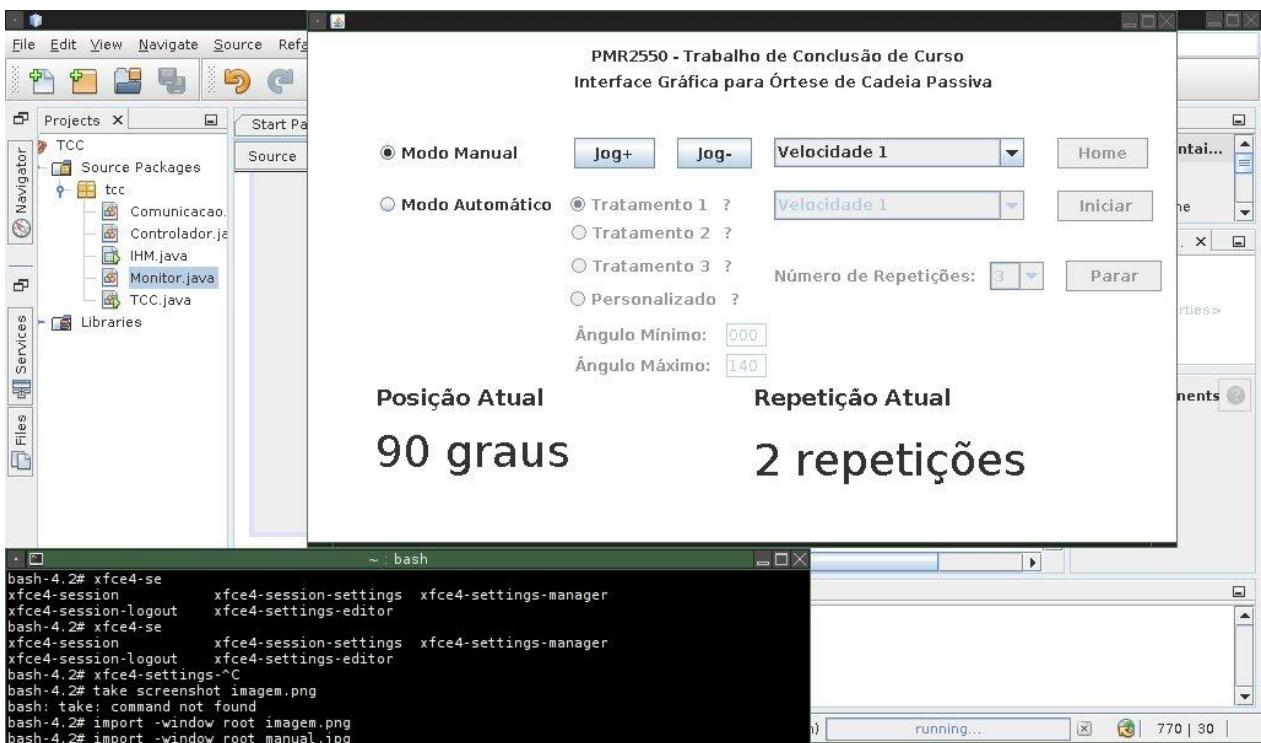 File Edit View Navigate Source Refa
PMR2550 - Trabalho de Conclusão de Curso
Interface Gráfica para Órtese de Cadeia Passiva
Projects
Start Pa
Source
Navigator
Services
Files
TCC
Source Packages
tcc
Comunicacao.
Controlador.ja
IHM.java
Monitor.java
TCC.java
Libraries
Modo Manual Jog+ Jog- Velocidade 1 Home
Modo Automático Tratamento 1 ? Velocidade 1 Iniciar
Tratamento 2 ?
Tratamento 3 ?
Número de Repetições: 3 Parar
Personalizado ?
Ângulo Mínimo: 000
Ângulo Máximo: 140
Posição Atual Repetição Atual
90 graus 2 repetições
ntai...
ne
rties>
nents
~ : bash
bash-4.2# xfce4-se
xfce4-session xfce4-session-settings xfce4-settings-manager
xfce4-session-logout xfce4-settings-editor
bash-4.2# xfce4-se
xfce4-session xfce4-session-settings xfce4-settings-manager
xfce4-session-logout xfce4-settings-editor
bash-4.2# xfce4-settings-^C
bash-4.2# take screenshot imagem.png
bash: take: command not found
bash-4.2# import -window root imagem.png
bash-4.2# import -window root manual.jpg
running...
770 | 30